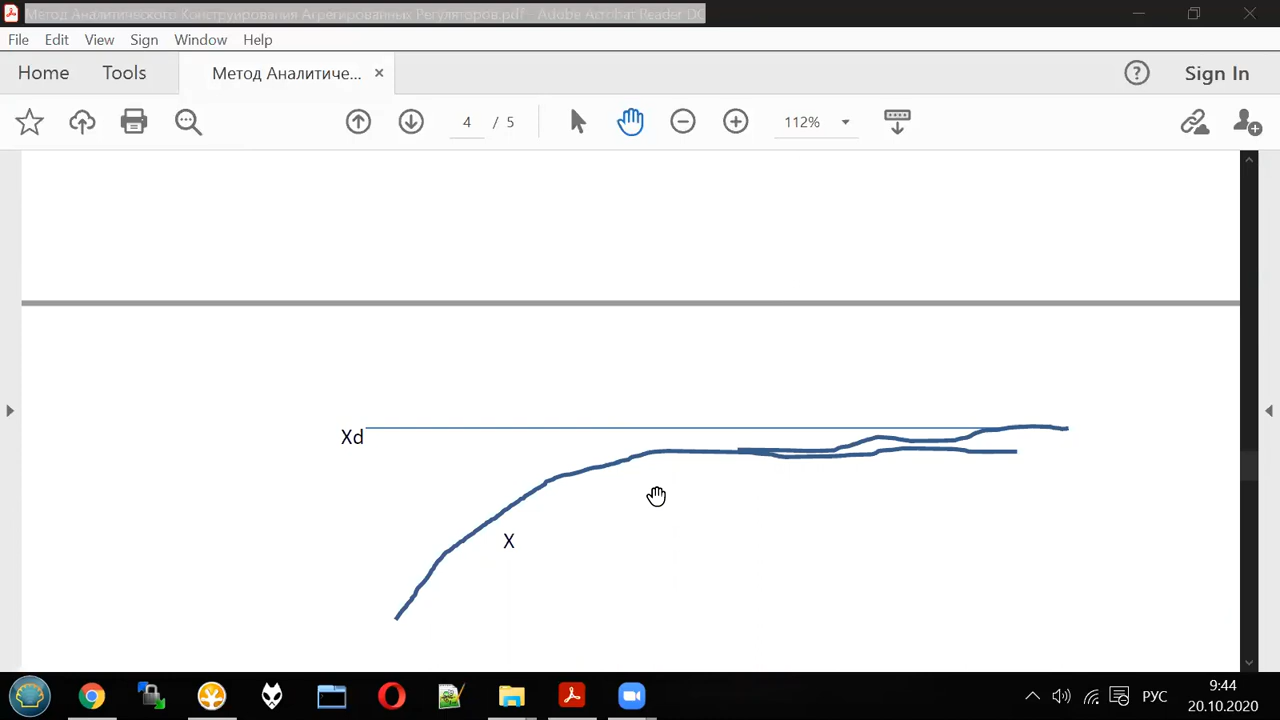 Метод Аналитического Конструирования Агрегированных Регуляторов.pdf - Adobe Acrobat Reader DC
File Edit View Sign Window Help
Home Tools Метод Аналитиче... × ? Sign In
4 / 5 112%
Xd
X
РУС 9:44
20.10.2020